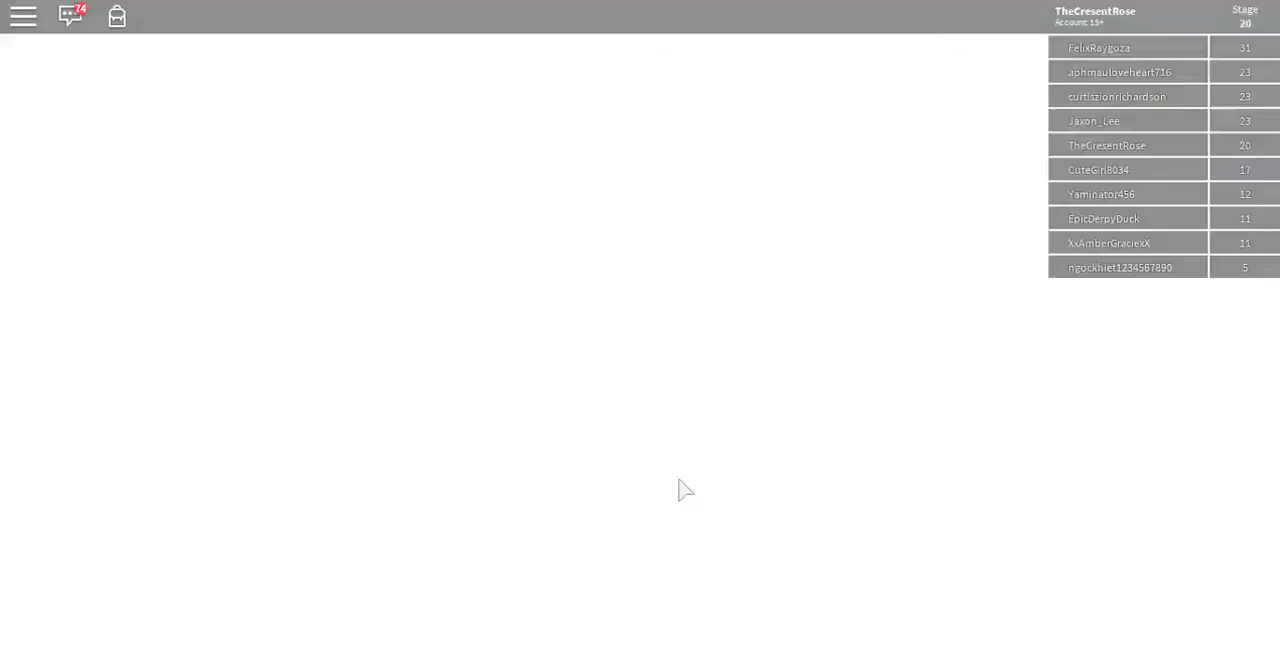 74
TheCresentRose Stage
Account: 13+ 20
FelixRaygoza 31
aphmauloveheart716 23
curtiszionrichardson 23
Jaxon_Lee 23
TheCresentRose 20
CuteGirl8034 17
Yaminator456 12
EpicDerpyDuck 11
XxAmberGraciexX 11
ngockhiet1234567890 5